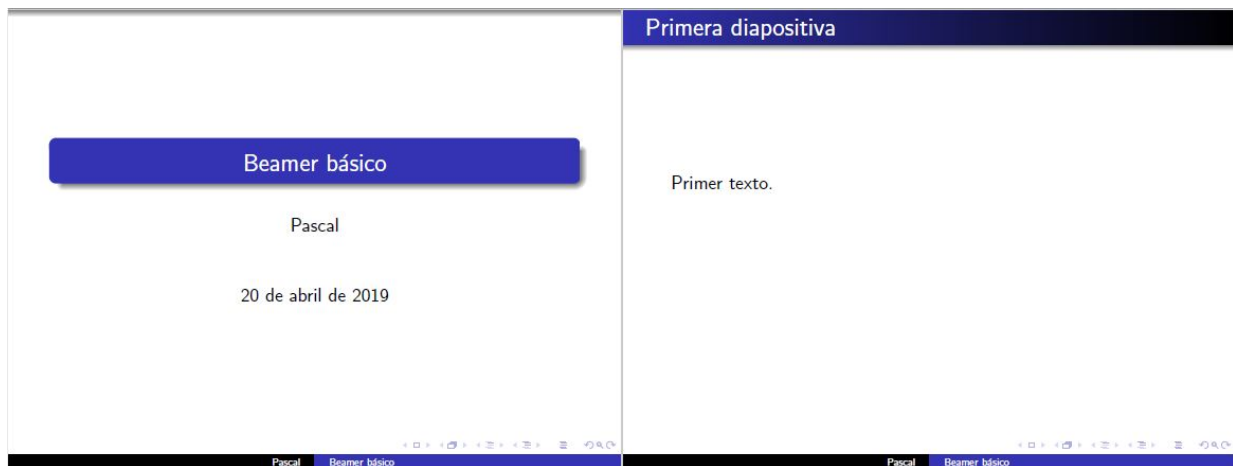 Beamer básico
Pascal
20 de abril de 2019
Pascal Beamer básico
Primera diapositiva
Primer texto.
Pascal Beamer básico